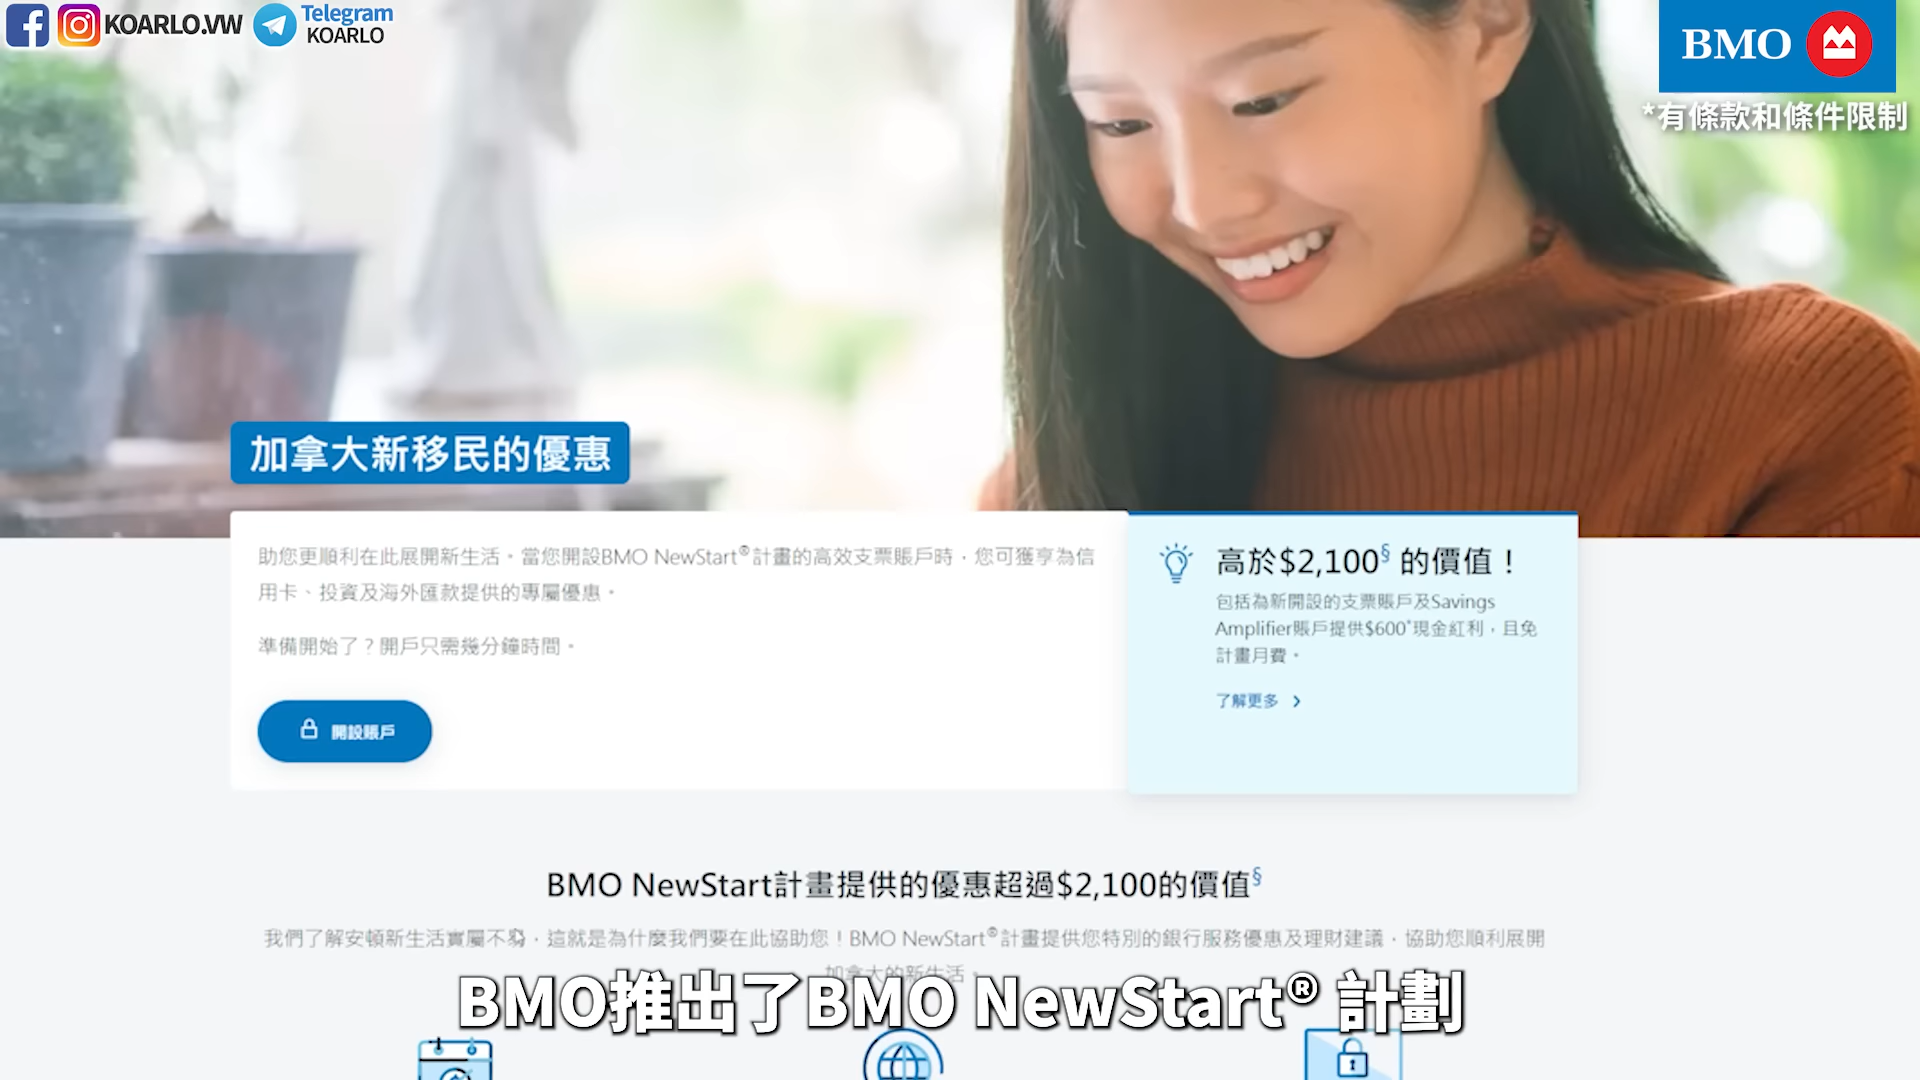 KOARLO.VW
Telegram
KOARLO
BMO
*有條款和條件限制
加拿大新移民的優惠
助您更順利在此展開新生活。當您開設BMO NewStart®計畫的高效支票賬戶時，您可獲享為信
用卡、投資及海外匯款提供的專屬優惠。
準備開始了？開戶只需幾分鐘時間。
開設賬戶
高於$2,100§ 的價值！
包括為新開設的支票賬戶及Savings
Amplifier賬戶提供$600*現金紅利，且免
計畫月費。
了解更多
BMO NewStart計畫提供的優惠超過$2,100的價值§
我們了解安頓新生活實屬不易，這就是為什麼我們要在此協助您！BMO NewStart®計畫提供您特別的銀行服務優惠及理財建議，協助您順利展開
加拿大的新生活。
BMO推出了BMO NewStart® 計劃